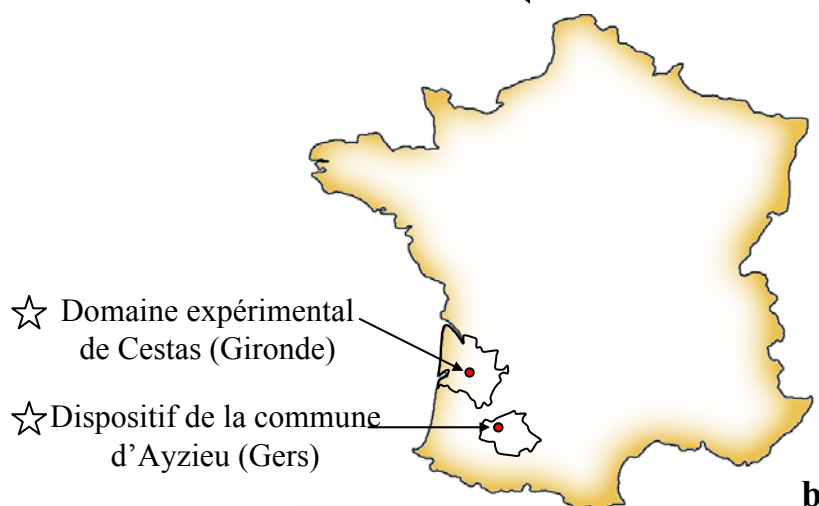 Domaine expérimental
de Cestas (Gironde)
Dispositif de la commune
d’Ayzieu (Gers)
b